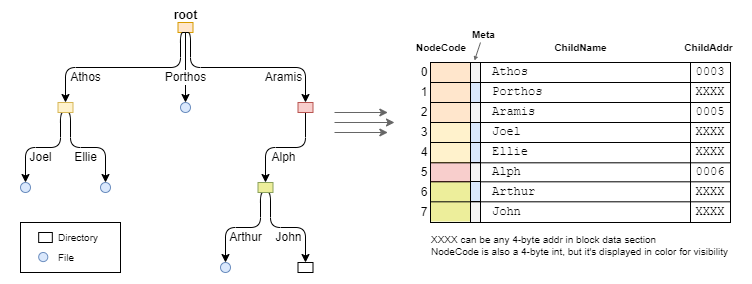 root
Athos
Porthos
Aramis
Joel
Ellie
Alph
Arthur
John
Directory
File
Meta
NodeCode ChildName ChildAddr
0 Athos 0003
1 Porthos XXXX
2 Aramis 0005
3 Joel XXXX
4 Ellie XXXX
5 Alph 0006
6 Arthur XXXX
7 John XXXX
XXXX can be any 4-byte addr in block data section
NodeCode is also a 4-byte int, but it's displayed in color for visibility